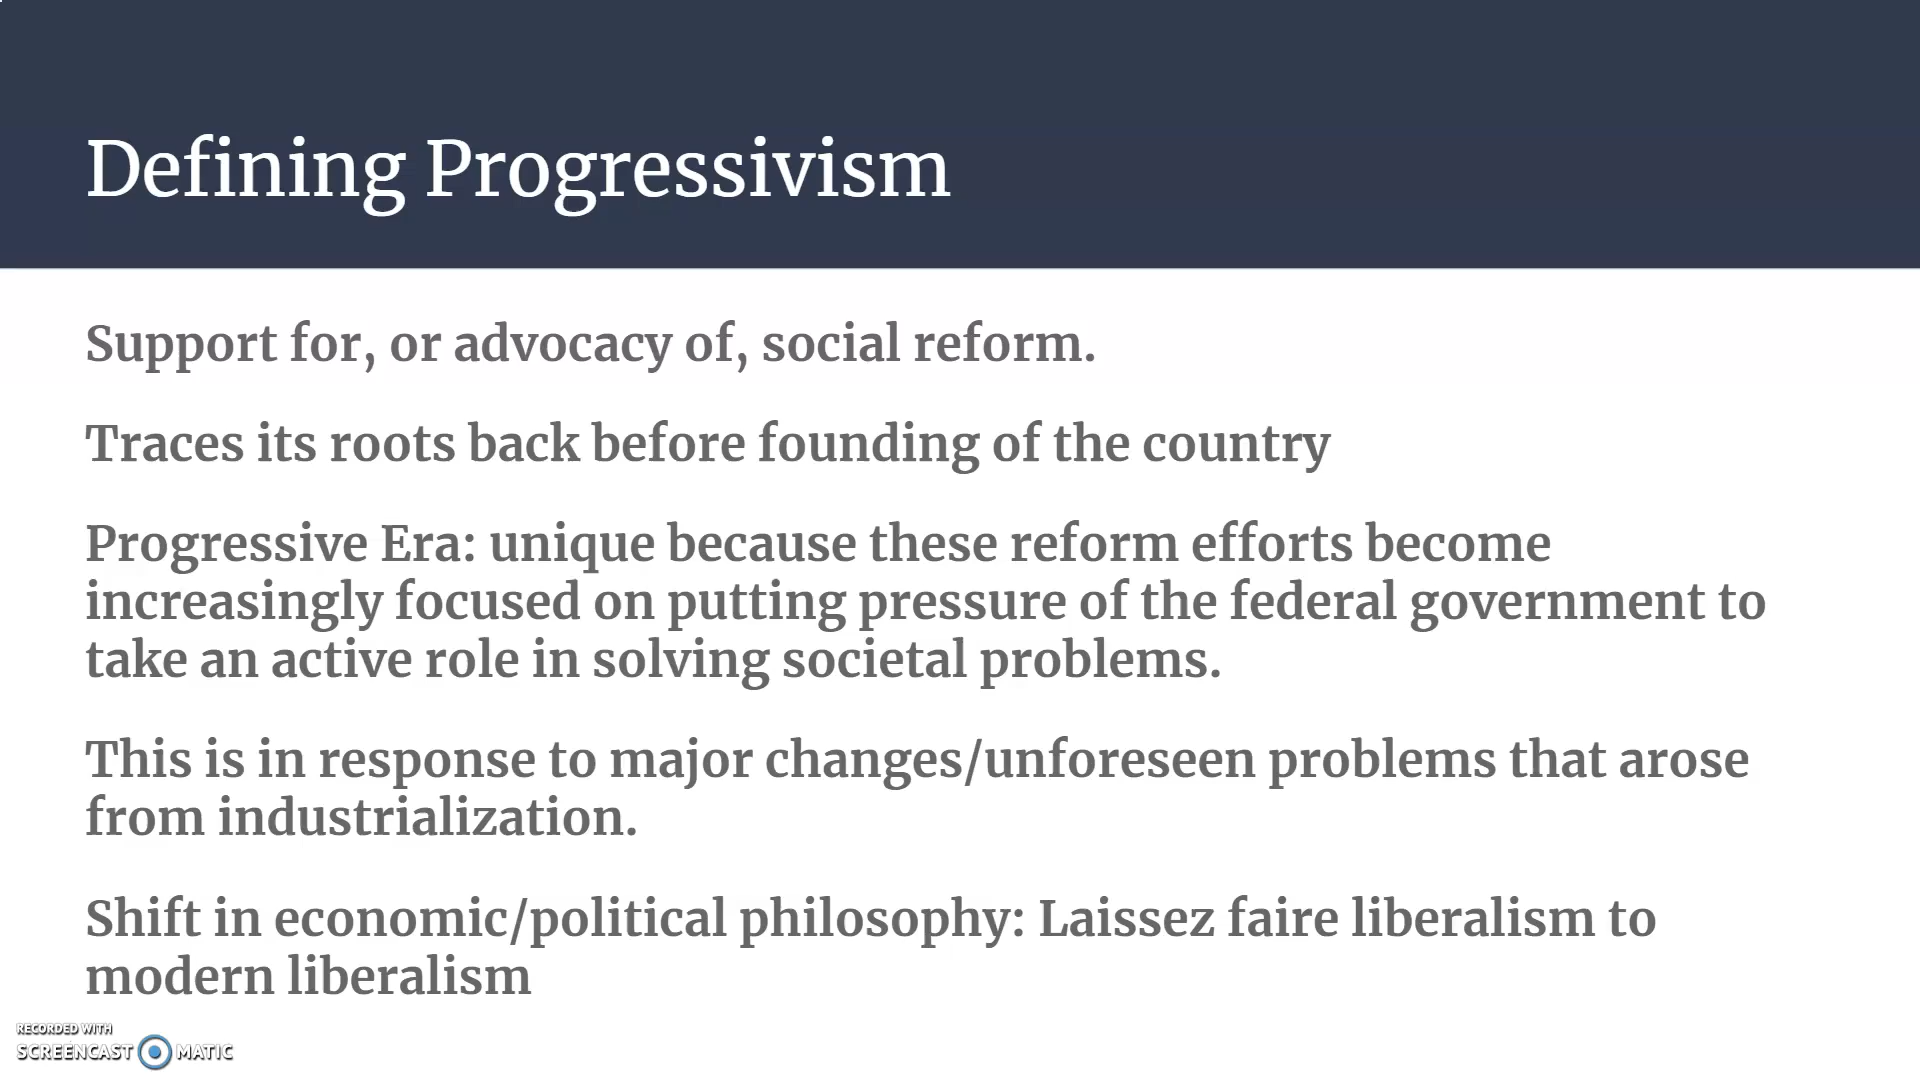 Defining Progressivism
Support for, or advocacy of, social reform.
Traces its roots back before founding of the country
Progressive Era: unique because these reform efforts become
increasingly focused on putting pressure of the federal government to
take an active role in solving societal problems.
This is in response to major changes/unforeseen problems that arose
from industrialization.
Shift in economic/political philosophy: Laissez faire liberalism to
modern liberalism
RECORDED WITH
SCREENCAST MATIC